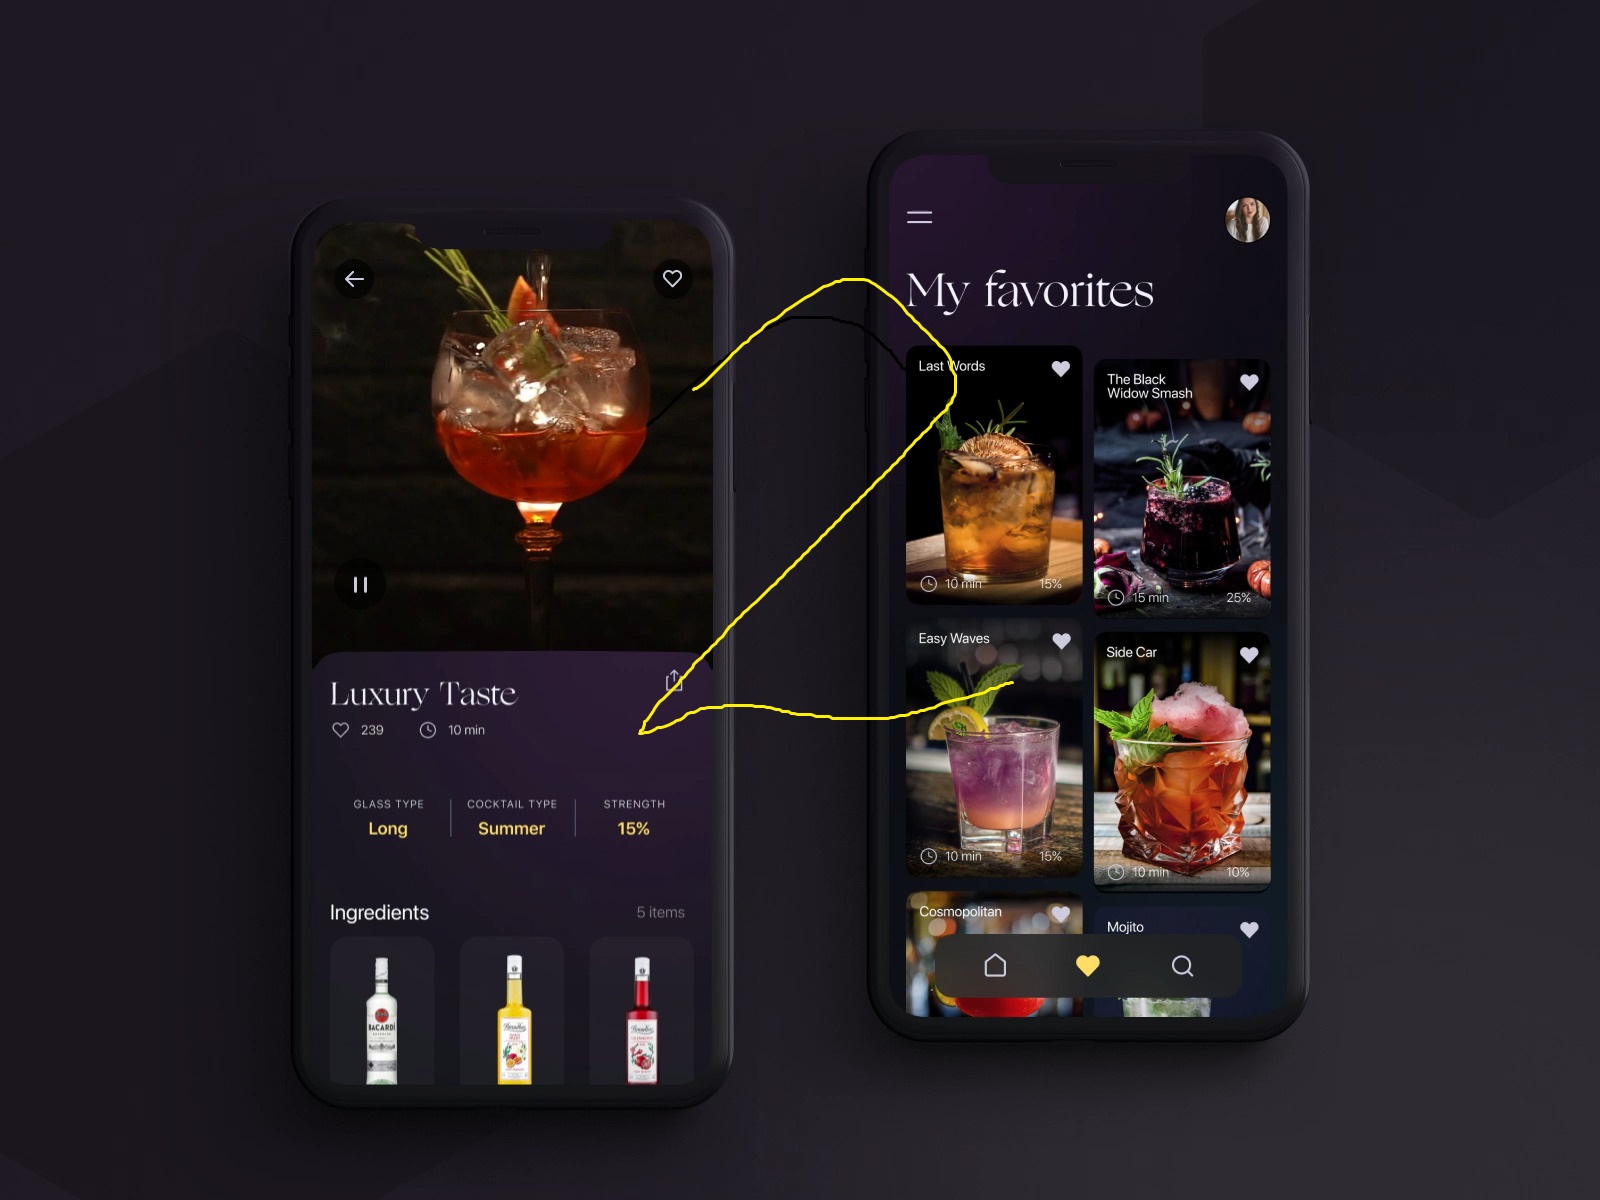 Luxury Taste
239 10 min
GLASS TYPE COCKTAIL TYPE STRENGTH
Long Summer 15%
Ingredients 5 items
BACARDÍ
My favorites
Last Words
10 min 15%
The Black
Widow Smash
15 min 25%
Easy Waves
10 min 15%
Side Car
10 min 10%
Cosmopolitan
Mojito